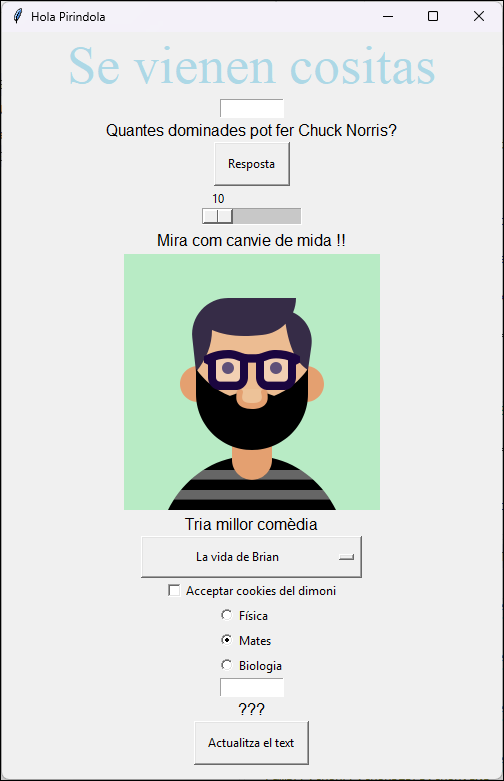 Hola Pirindola
Se vienen cositas
Quantes dominades pot fer Chuck Norris?
Resposta
10
Mira com canvie de mida !!
Tria millor comèdia
La vida de Brian
Acceptar cookies del dimoni
Física
Mates
Biologia
???
Actualitza el text